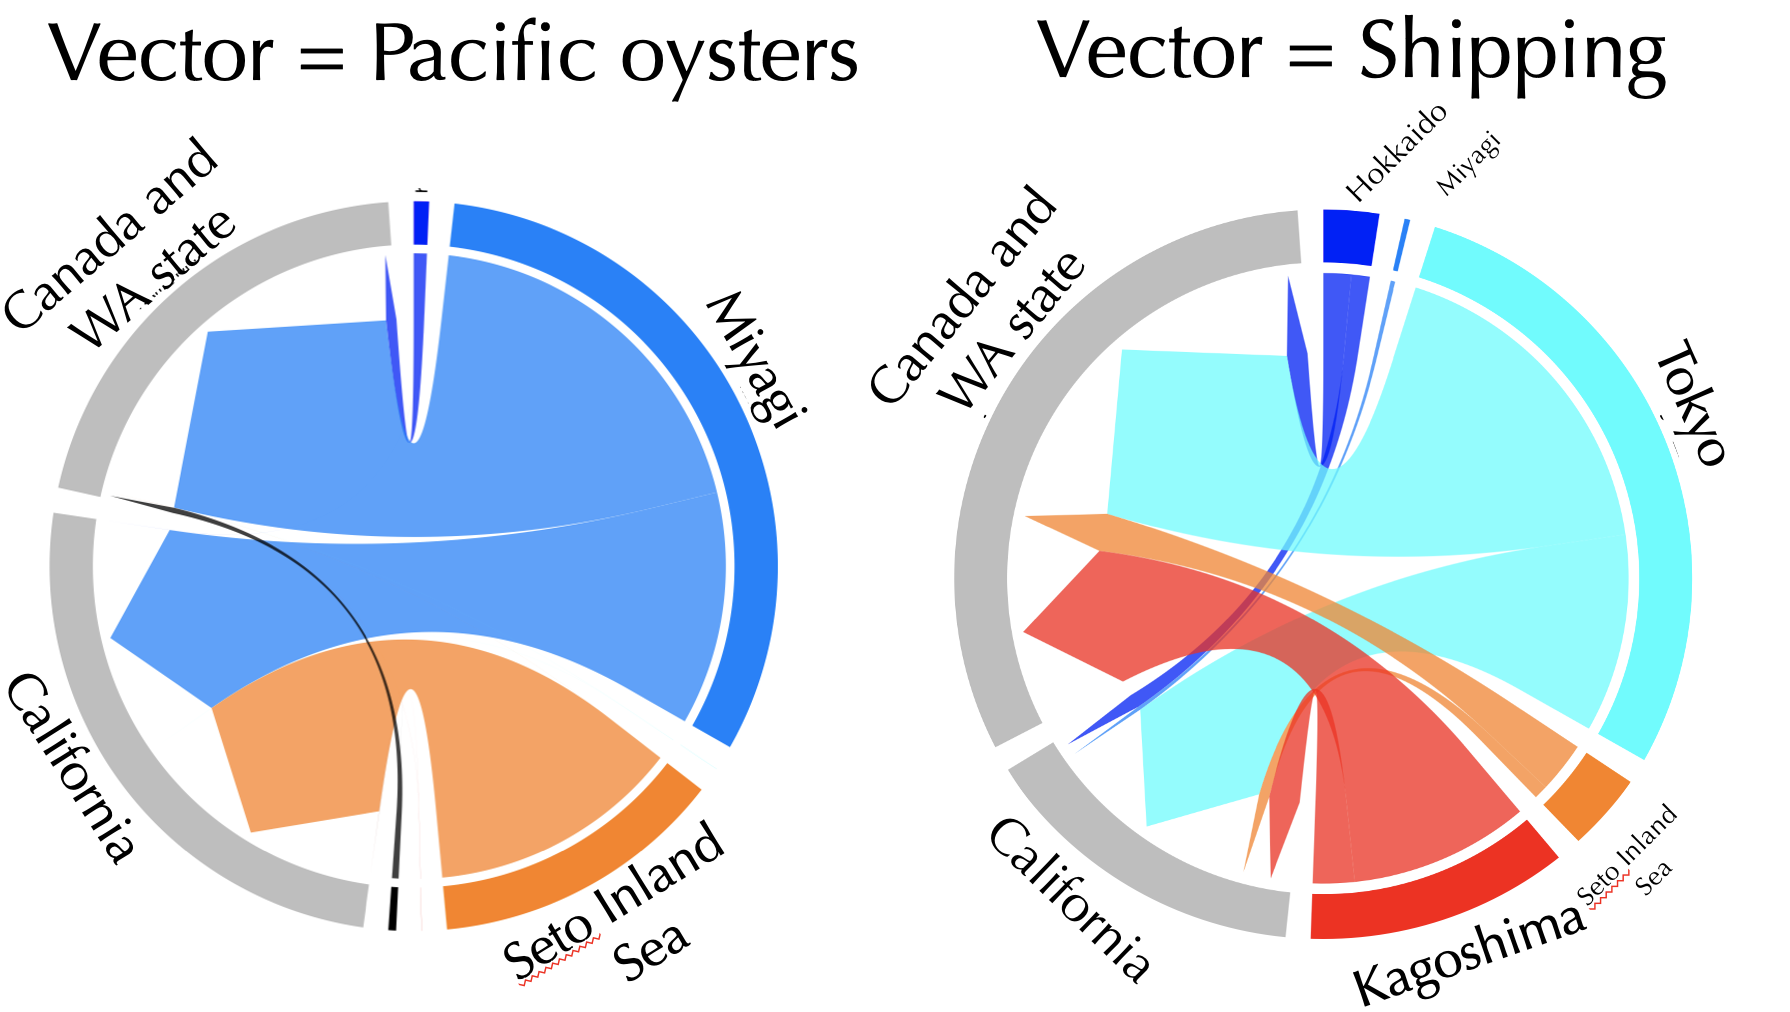 Vector = Pacific oysters
Canada and
WA state
Miyagi
California
Seto Inland
Sea
Vector = Shipping
Hokkaido
Miyagi
Canada and
WA state
Tokyo
California
Seto Inland
Sea
Kagoshima